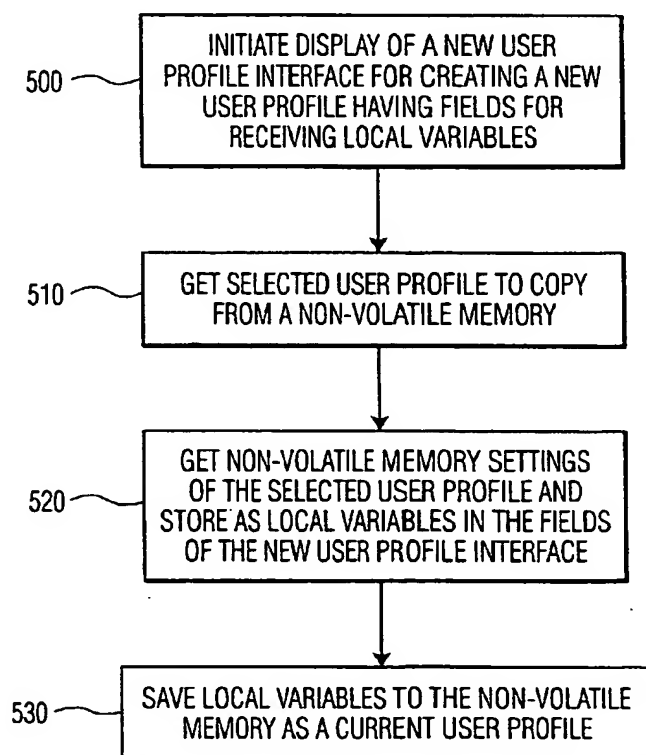 500
INITIATE DISPLAY OF A NEW USER
PROFILE INTERFACE FOR CREATING A NEW
USER PROFILE HAVING FIELDS FOR
RECEIVING LOCAL VARIABLES
510
GET SELECTED USER PROFILE TO COPY
FROM A NON-VOLATILE MEMORY
520
GET NON-VOLATILE MEMORY SETTINGS
OF THE SELECTED USER PROFILE AND
STORE AS LOCAL VARIABLES IN THE FIELDS
OF THE NEW USER PROFILE INTERFACE
530
SAVE LOCAL VARIABLES TO THE NON-VOLATILE
MEMORY AS A CURRENT USER PROFILE